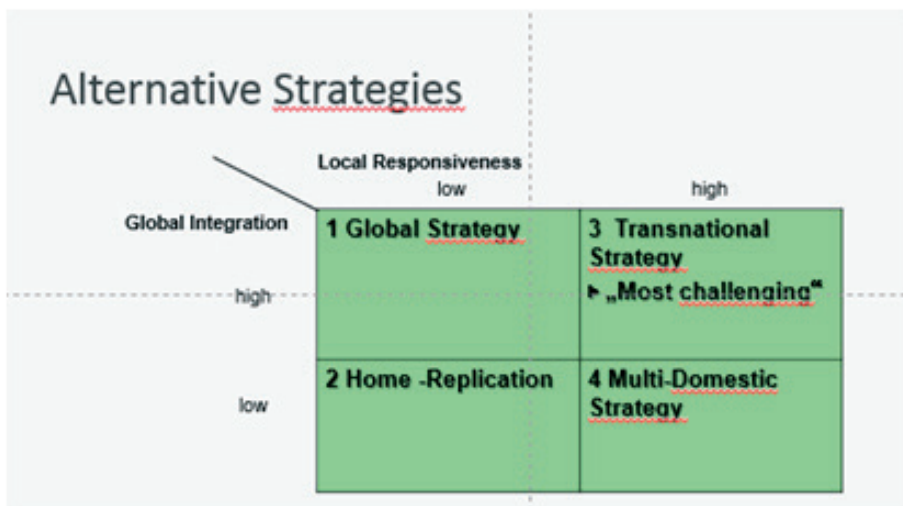 Alternative Strategies
Local Responsiveness
low high
Global Integration
1 Global Strategy
3 Transnational
Strategy
„Most challenging“
high
2 Home -Replication
4 Multi-Domestic
Strategy
low